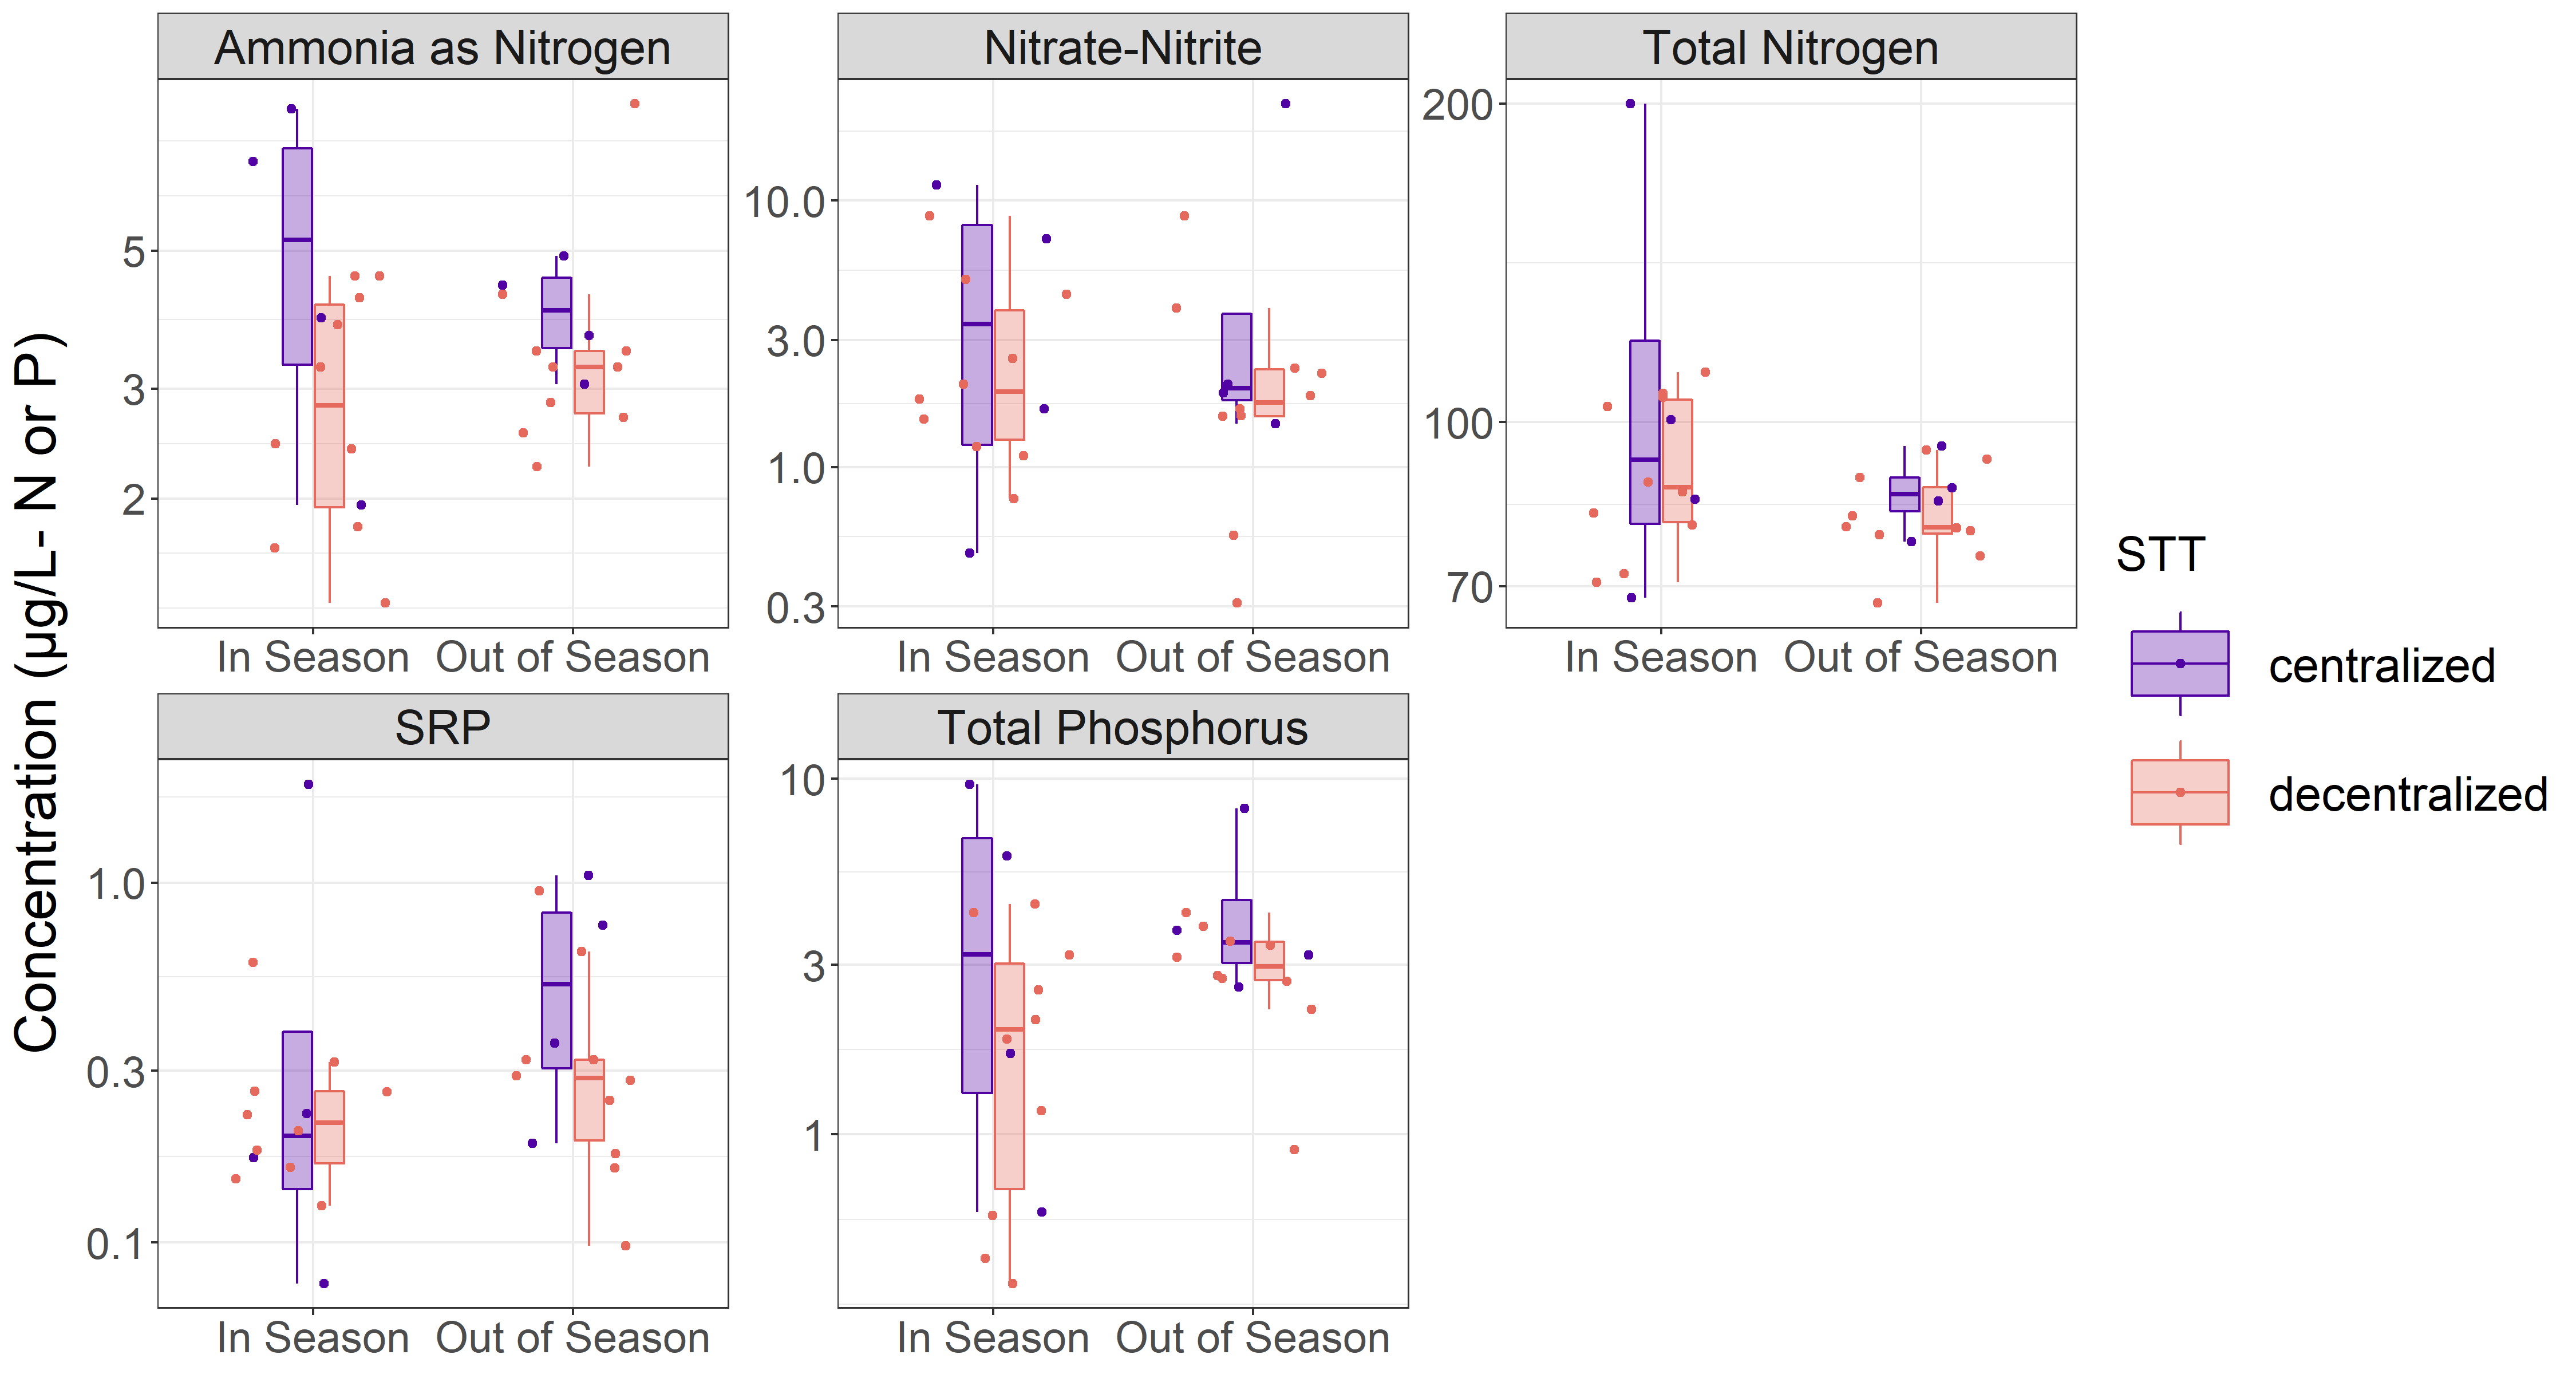 Concentration (µg/L- N or P)
Ammonia as Nitrogen
5
3
2
In Season Out of Season
Nitrate-Nitrite
10.0
3.0
1.0
0.3
In Season Out of Season
Total Nitrogen
200
100
70
In Season Out of Season
SRP
1.0
0.3
0.1
In Season Out of Season
Total Phosphorus
10
3
1
In Season Out of Season
STT
centralized
decentralized